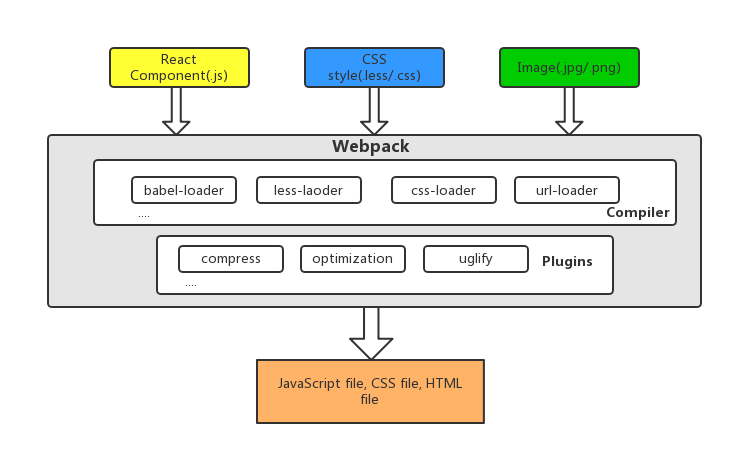 React
Component(.js)
CSS
style(.less/.css)
Image(.jpg/.png)
Webpack
babel-loader
less-laoder
css-loader
url-loader
....
Compiler
compress
optimization
uglify
Plugins
....
JavaScript file, CSS file, HTML
file